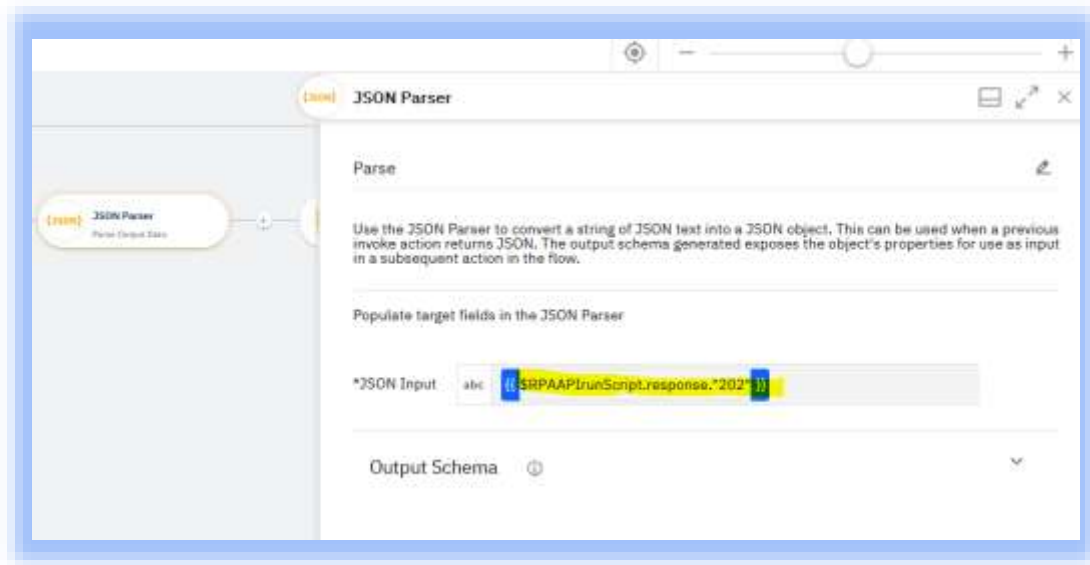 {JSON} JSON Parser
Parse
{JSON} JSON Parser
Parse Output Data
Use the JSON Parser to convert a string of JSON text into a JSON object. This can be used when a previous
invoke action returns JSON. The output schema generated exposes the object's properties for use as input
in a subsequent action in the flow.
Populate target fields in the JSON Parser
*JSON Input abc {{$RPAAPIrunScript.response."202"}}
Output Schema